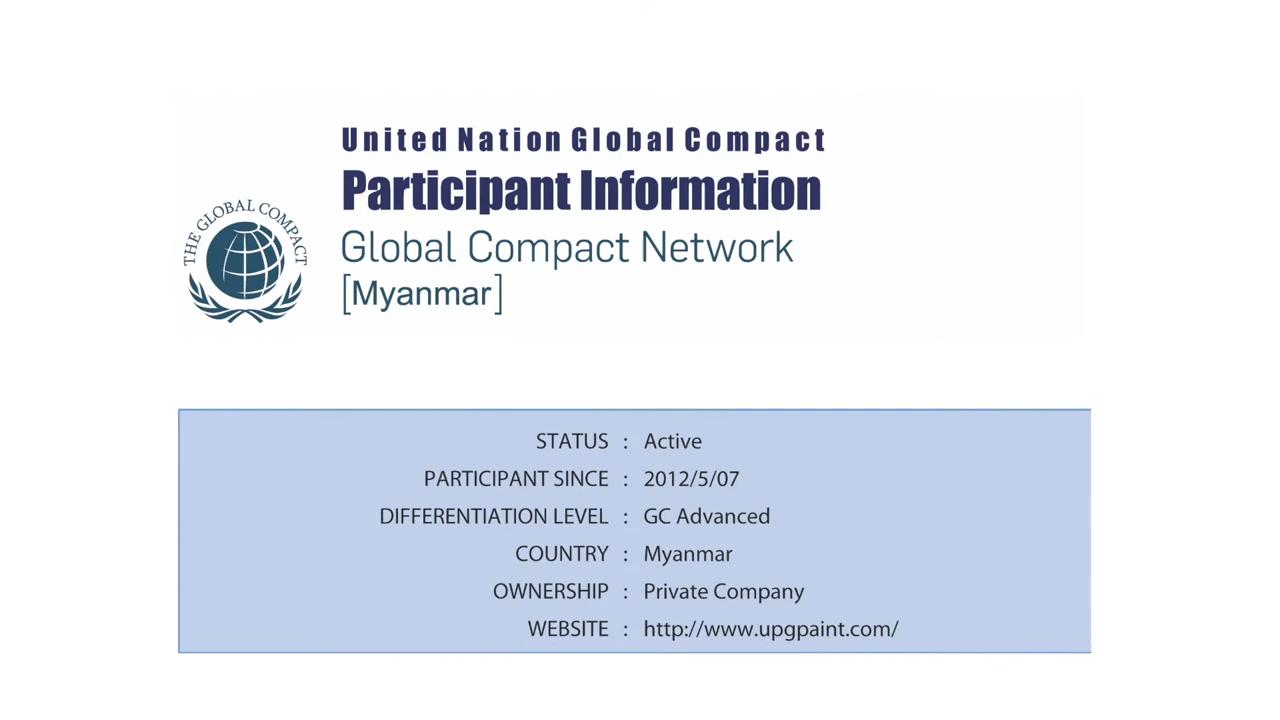 United Nation Global Compact
Participant Information
THE GLOBAL COMPACT
Global Compact Network
[Myanmar]
STATUS : Active
PARTICIPANT SINCE : 2012/5/07
DIFFERENTIATION LEVEL : GC Advanced
COUNTRY : Myanmar
OWNERSHIP : Private Company
WEBSITE : http://www.upgpaint.com/